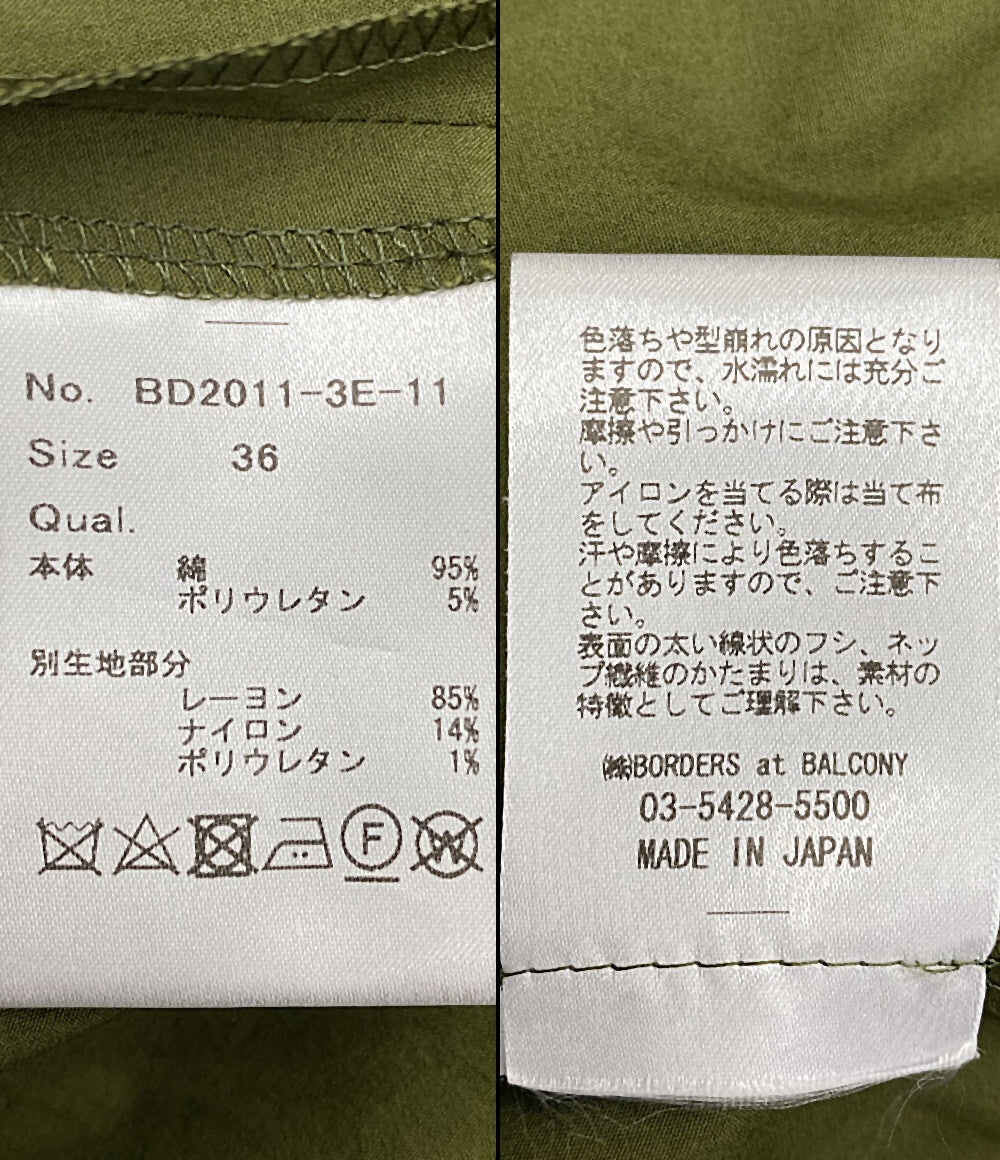 No. BD2011-3E-11
Size 36
Qual.
本体 綿 95%
ポリウレタン 5%
別生地部分
レーヨン 85%
ナイロン 14%
ポリウレタン 1%
F W
色落ちや型崩れの原因となり
ますので、水濡れには充分ご
注意下さい。
摩擦や引っかけにご注意下さ
い。
アイロンを当てる際は当て布
をしてください。
汗や摩擦により色落ちするこ
とがありますので、ご注意下
さい。
表面の太い線状のフシ、ネッ
プ繊維のかたまりは、素材の
特徴としてご理解下さい。
㈱BORDERS at BALCONY
03-5428-5500
MADE IN JAPAN